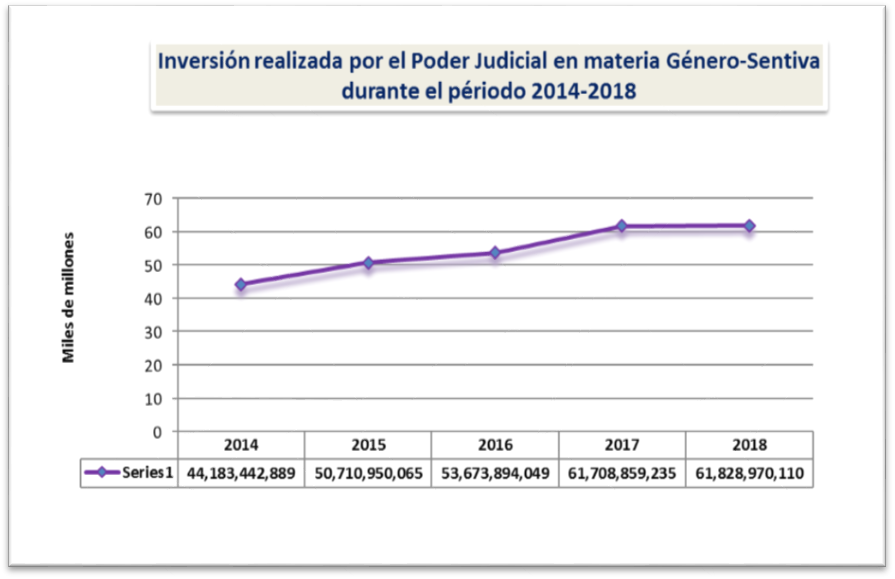 Inversión realizada por el Poder Judicial en materia Género-Sentiva
durante el período 2014-2018
Miles de millones
70
60
50
40
30
20
10
0
2014 2015 2016 2017 2018
Series1 44,183,442,889 50,710,950,065 53,673,894,049 61,708,859,235 61,828,970,110